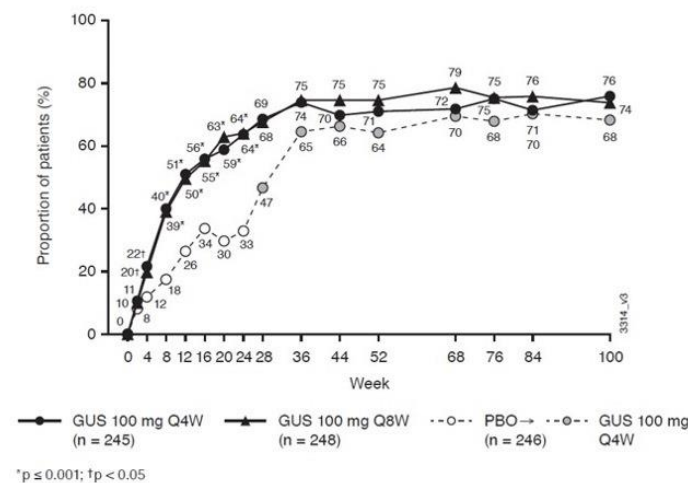 100
80
60
40
20
0
Proportion of patients (%)
0 10 11 20† 22† 40* 51* 56* 63* 64* 69 75 75 75 79 75 76 76
39* 50* 55* 59* 64* 68 74 70 71 72 75 71 74
8 12 18 26 34 30 33 47 65 66 64 70 68 70 68
0 4 8 12 16 20 24 28 36 44 52 68 76 84 100
Week
3314_v3
GUS 100 mg Q4W GUS 100 mg Q8W PBO→ GUS 100 mg
(n = 245) (n = 248) (n = 246) Q4W
*p ≤ 0.001; †p < 0.05